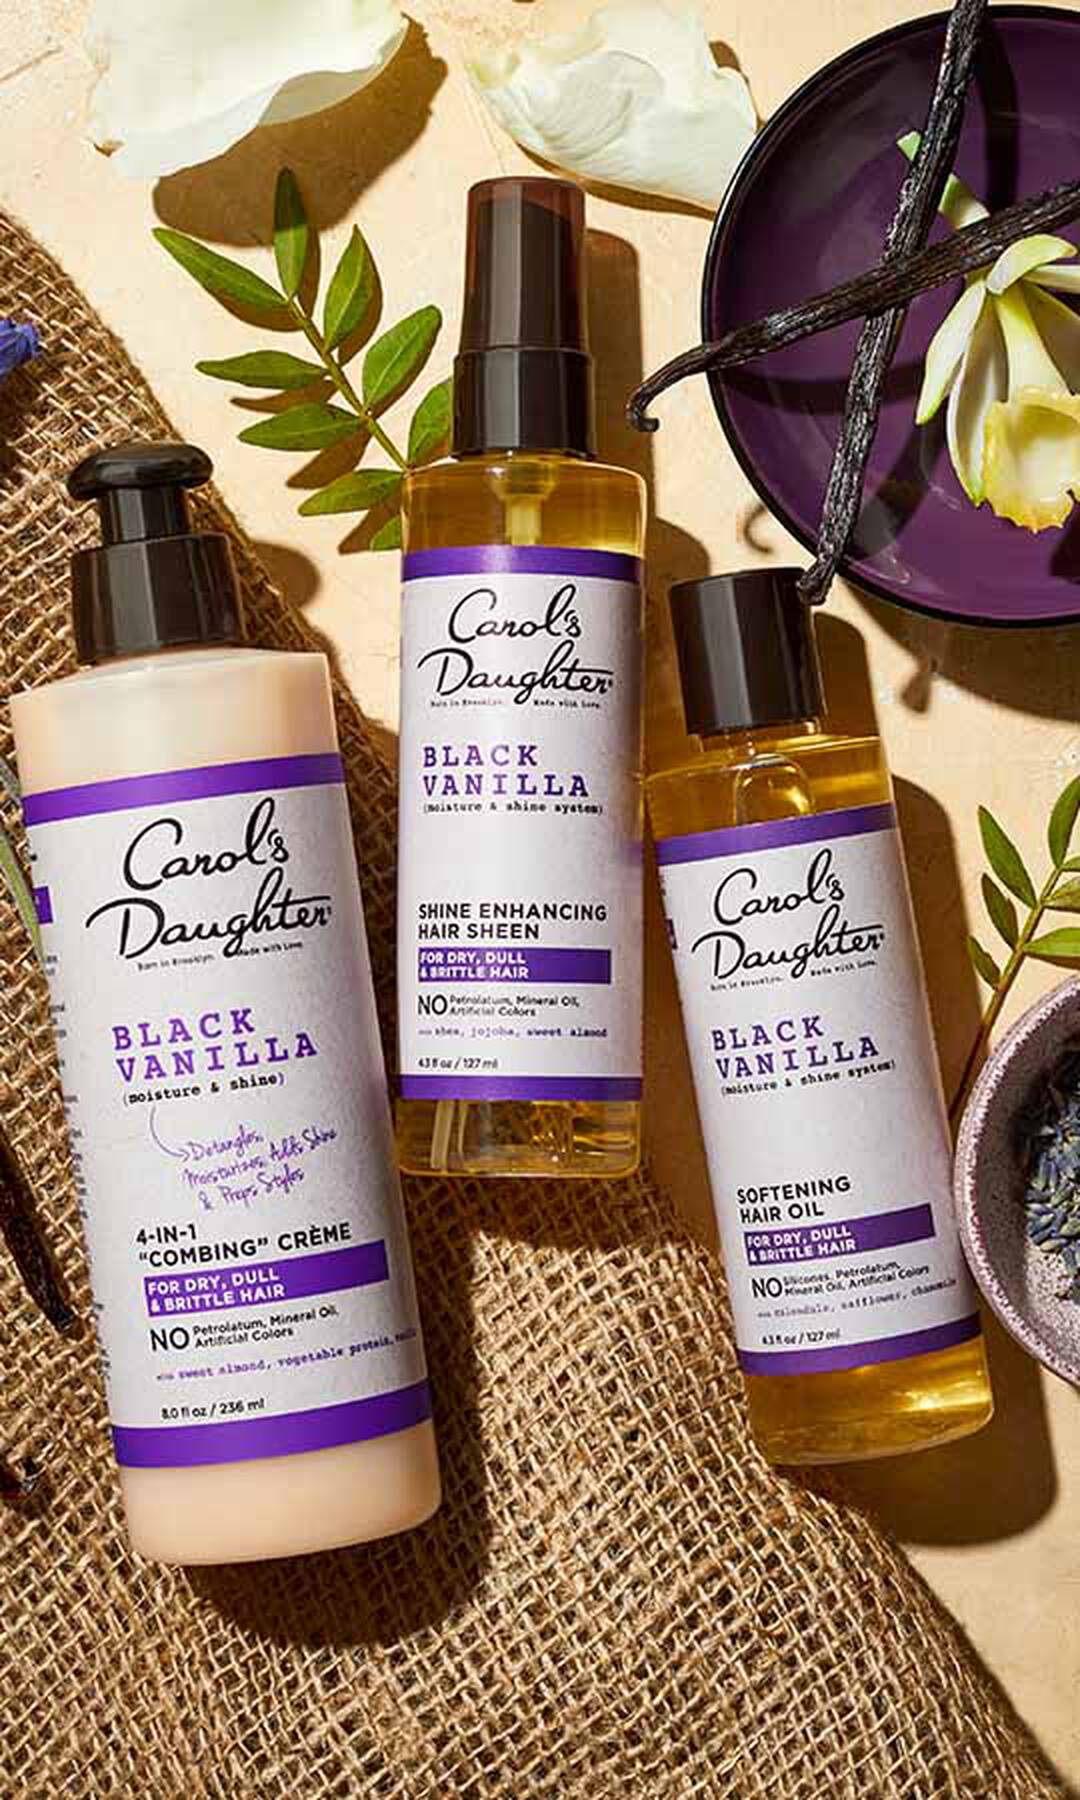 Carol's
Daughter
Born in Brooklyn. Made with Love.
BLACK
VANILLA
(moisture & shine)
Detangles,
Moisturizes, Adds Shine
& Preps Styles
4-IN-1
“COMBING” CRÈME
FOR DRY, DULL
& BRITTLE HAIR
NO Petrolatum, Mineral Oil,
Artificial Colors
sweet almond, vegetable protein,
8.0 fl oz / 236 ml
Carol's
Daughter
Born in Brooklyn. Made with Love.
BLACK
VANILLA
(moisture & shine system)
SHINE ENHANCING
HAIR SHEEN
FOR DRY, DULL
& BRITTLE HAIR
NO Petrolatum, Mineral Oil,
Artificial Colors
shea, jojoba, sweet almond
4.3 fl oz / 127 ml
Carol's
Daughter
Born in Brooklyn. Made with Love.
BLACK
VANILLA
(moisture & shine system)
SOFTENING
HAIR OIL
FOR DRY, DULL
& BRITTLE HAIR
NO Silicones, Petrolatum,
Mineral Oil, Artificial Colors
calendula, safflower, chamomile
4.3 fl oz / 127 ml